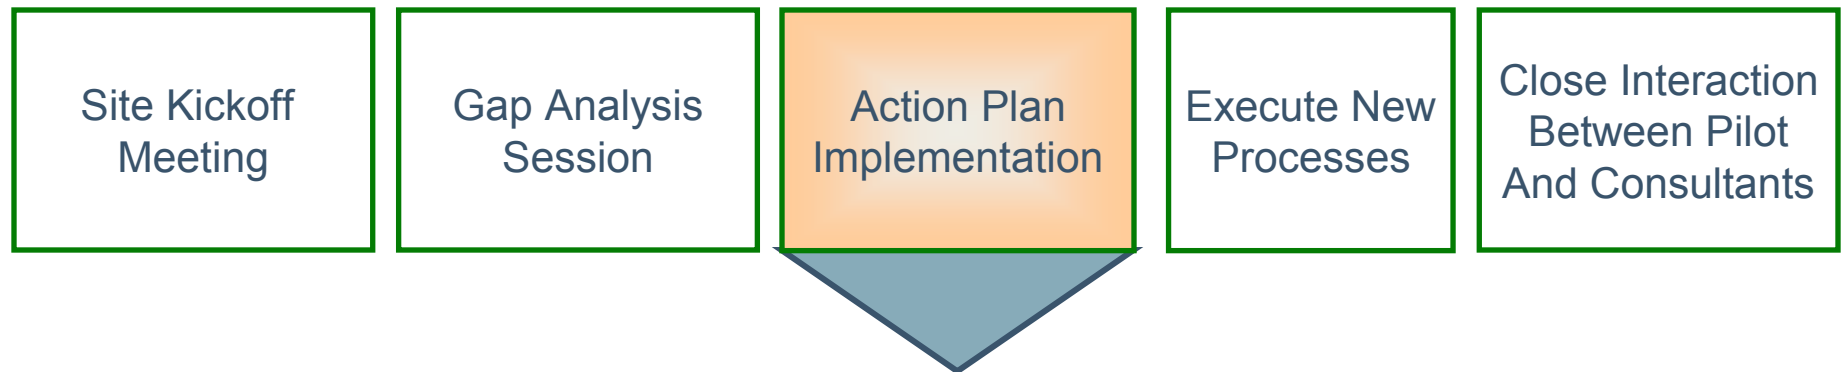 Site Kickoff
Meeting
Gap Analysis
Session
Action Plan
Implementation
Execute New
Processes
Close Interaction
Between Pilot
And Consultants